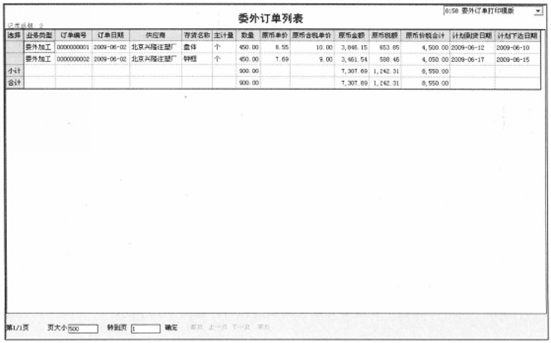 委外订单列表
8158 委外订单打印模版
记录总数: 2
选择 业务类型 订单编号 订单日期 供应商 存货名称 主计量 数量 原币单价 原币含税单价 原币金额 原币税额 原币价税合计 计划到货日期 计划下达日期
委外加工 0000000001 2009-06-02 北京兴隆注塑厂 盘体 个 450.00 8.55 10.00 3,846.15 653.85 4,500.00 2009-06-12 2009-06-10
委外加工 0000000002 2009-06-02 北京兴隆注塑厂 钟框 个 450.00 7.69 9.00 3,461.54 588.46 4,050.00 2009-06-17 2009-06-15
小计 900.00 7,307.69 1,242.31 8,550.00
合计 900.00 7,307.69 1,242.31 8,550.00
第1/1页 页大小 500 转到页 1 确定 首页 上一页 下一页 末页